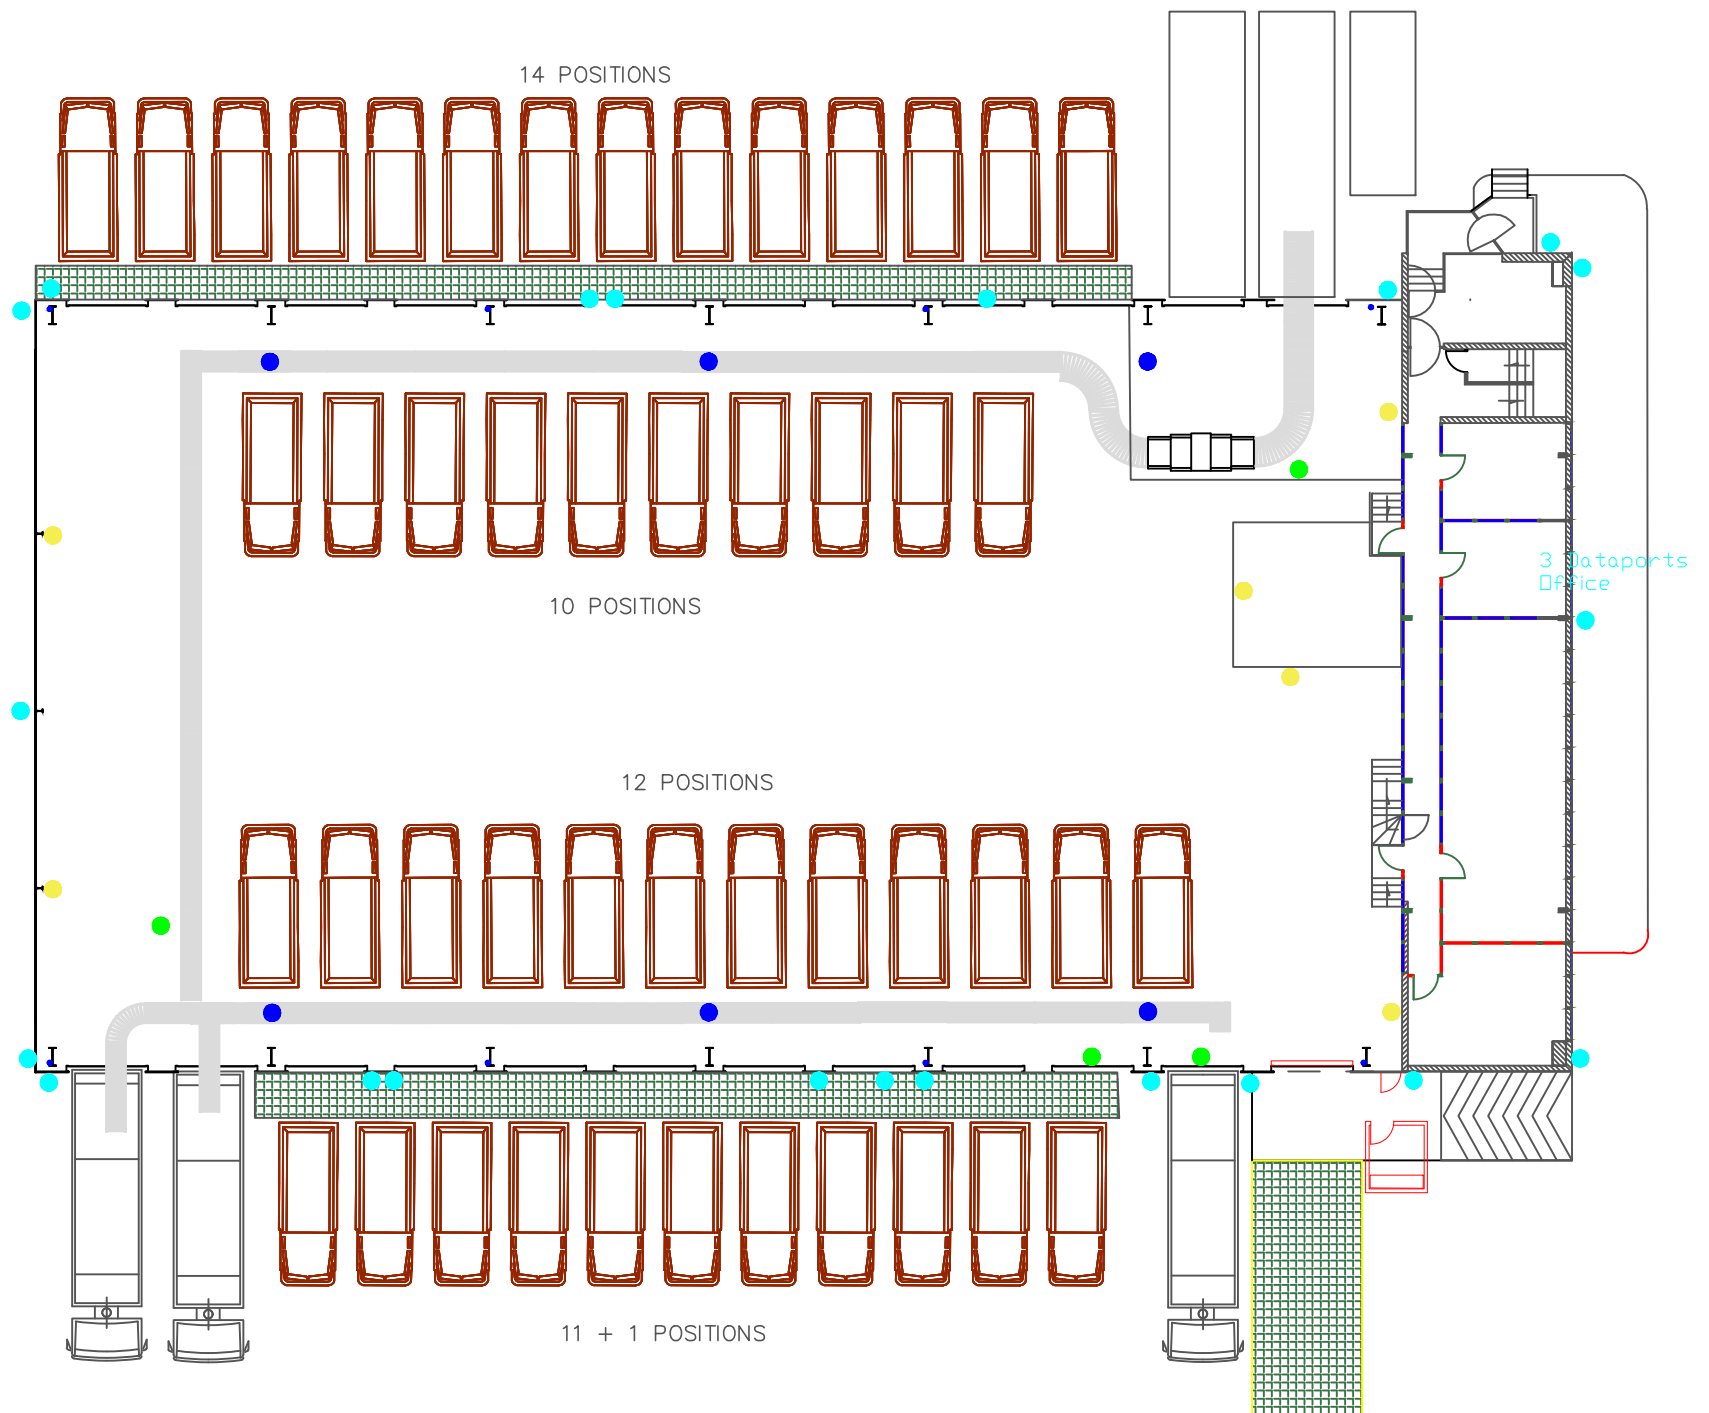 14 POSITIONS
10 POSITIONS
3 Dataports
Office
12 POSITIONS
11 + 1 POSITIONS